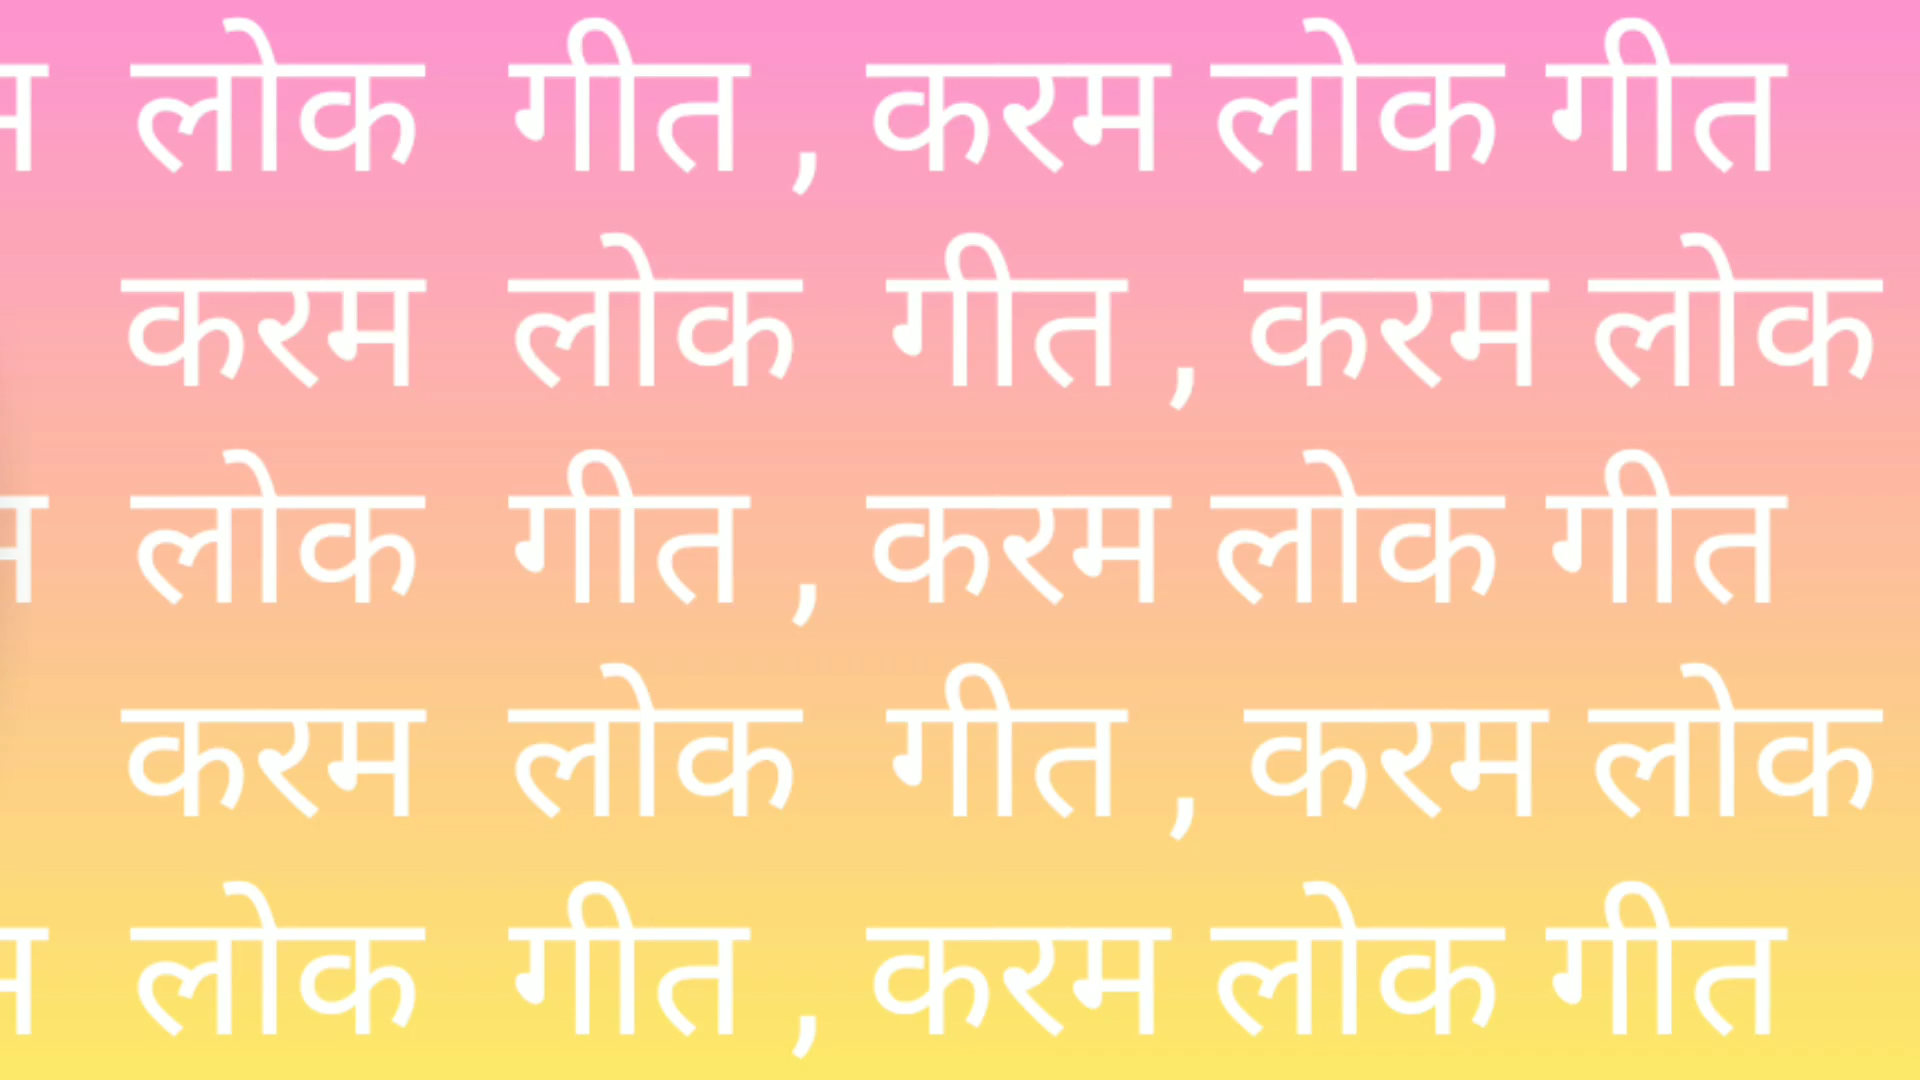 म लोक गीत , करम लोक गीत
करम लोक गीत , करम लोक
म लोक गीत , करम लोक गीत
करम लोक गीत , करम लोक
म लोक गीत , करम लोक गीत